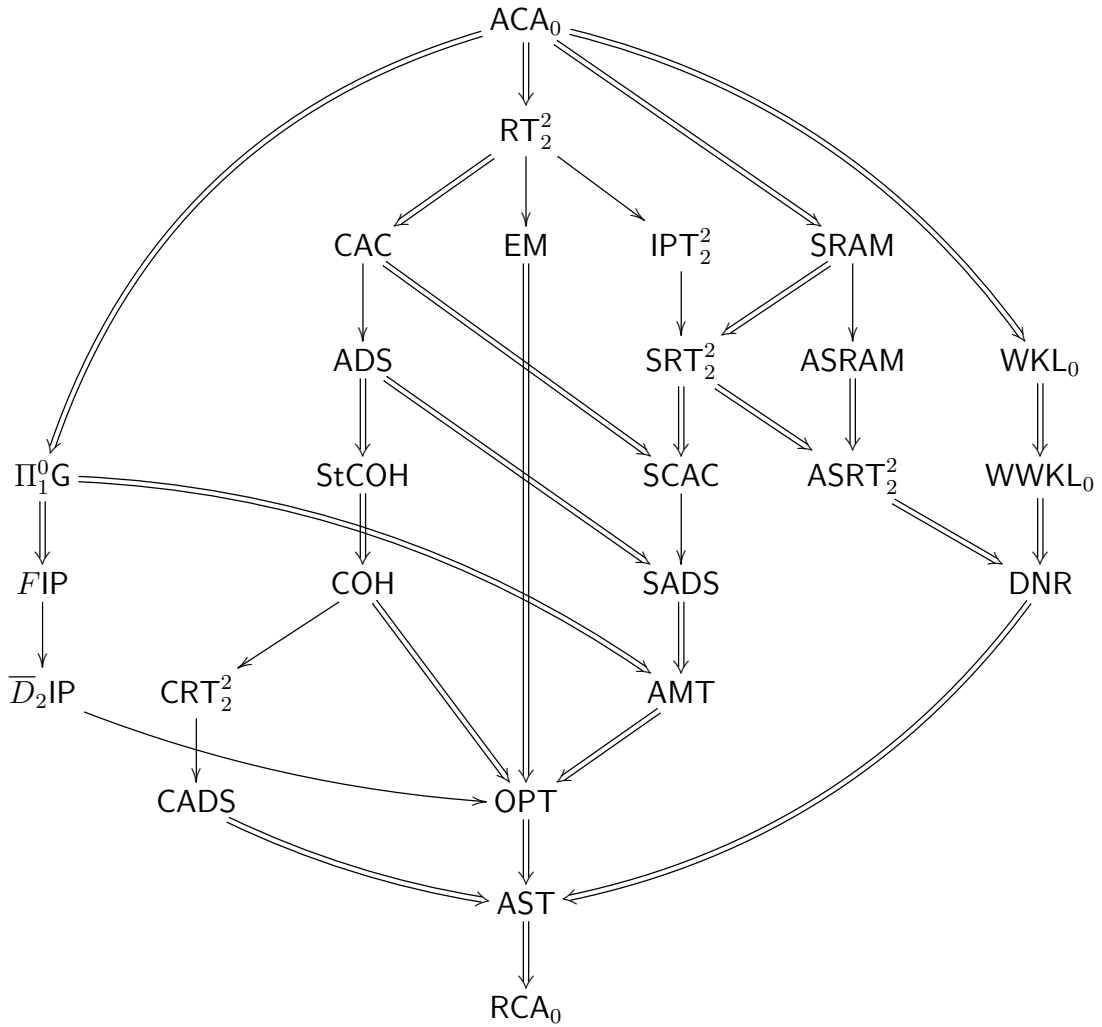 ACA₀
RT²₂
CAC EM IPT²₂ SRAM
ADS SRT²₂ ASRAM WKL₀
Π⁰₁G StCOH SCAC ASRT²₂ WWKL₀
FIP COH SADS DNR
D̅₂IP CRT²₂ AMT
CADS OPT
AST
RCA₀